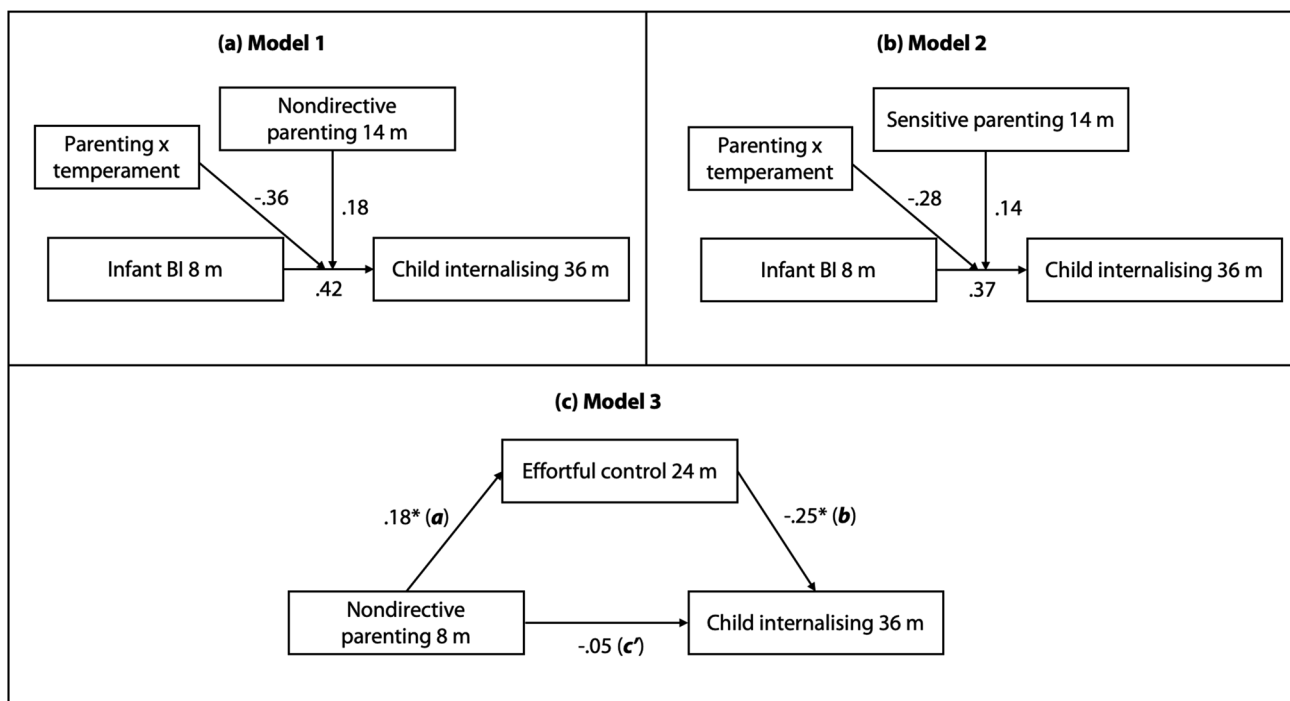 (a) Model 1
Nondirective
parenting 14 m
Parenting x
temperament
-.36
.18
Infant BI 8 m
Child internalising 36 m
.42
(b) Model 2
Sensitive parenting 14 m
Parenting x
temperament
-.28
.14
Infant BI 8 m
Child internalising 36 m
.37
(c) Model 3
Effortful control 24 m
.18* (a)
-.25* (b)
Nondirective
parenting 8 m
Child internalising 36 m
-.05 (c’)